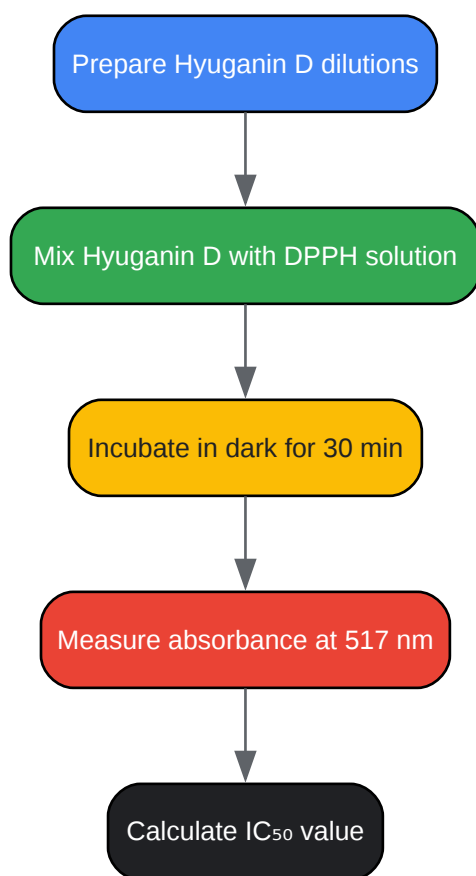 Prepare Hyuganin D dilutions
Mix Hyuganin D with DPPH solution
Incubate in dark for 30 min
Measure absorbance at 517 nm
Calculate IC₅₀ value